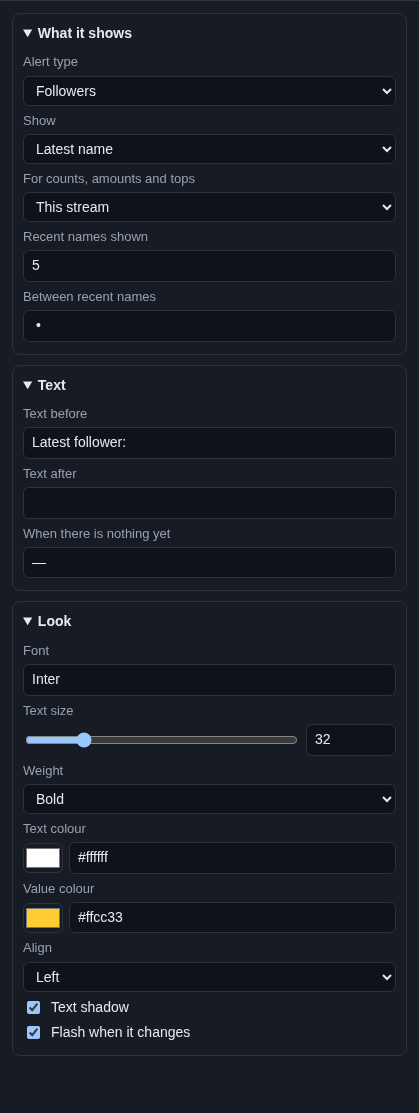 ▼ What it shows
Alert type
Followers
Show
Latest name
For counts, amounts and tops
This stream
Recent names shown
5
Between recent names
•
▼ Text
Text before
Latest follower:
Text after
When there is nothing yet
—
▼ Look
Font
Inter
Text size
32
Weight
Bold
Text colour
#ffffff
Value colour
#ffcc33
Align
Left
Text shadow
Flash when it changes